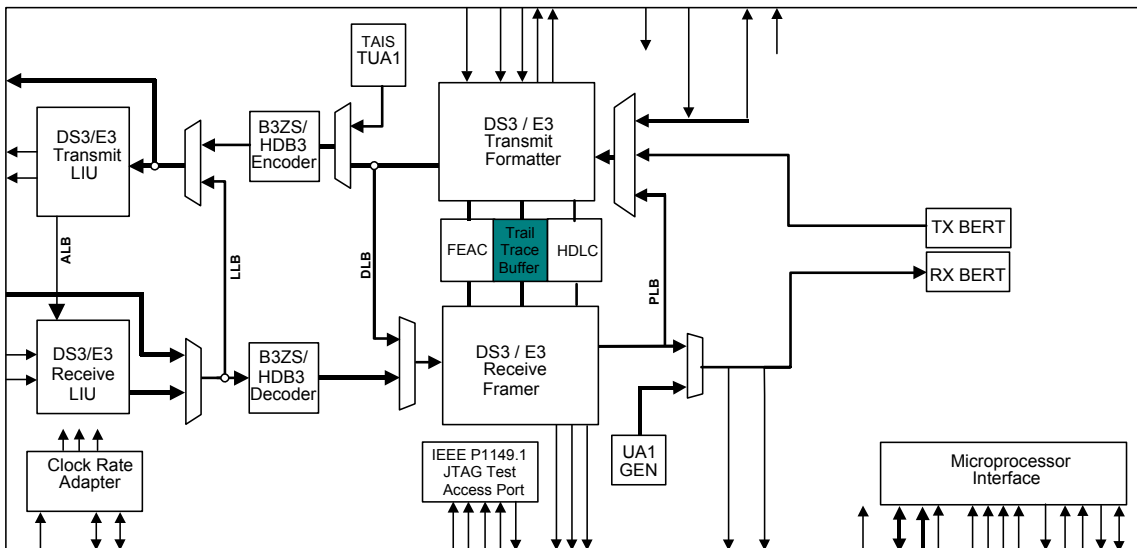 TAIS
TUA1
DS3/E3
Transmit
LIU
B3ZS/
HDB3
Encoder
DS3 / E3
Transmit
Formatter
FEAC
Trail
Trace
Buffer
HDLC
TX BERT
RX BERT
ALB
LLB
DLB
PLB
DS3/E3
Receive
LIU
B3ZS/
HDB3
Decoder
DS3 / E3
Receive
Framer
UA1
GEN
Clock Rate
Adapter
IEEE P1149.1
JTAG Test
Access Port
Microprocessor
Interface